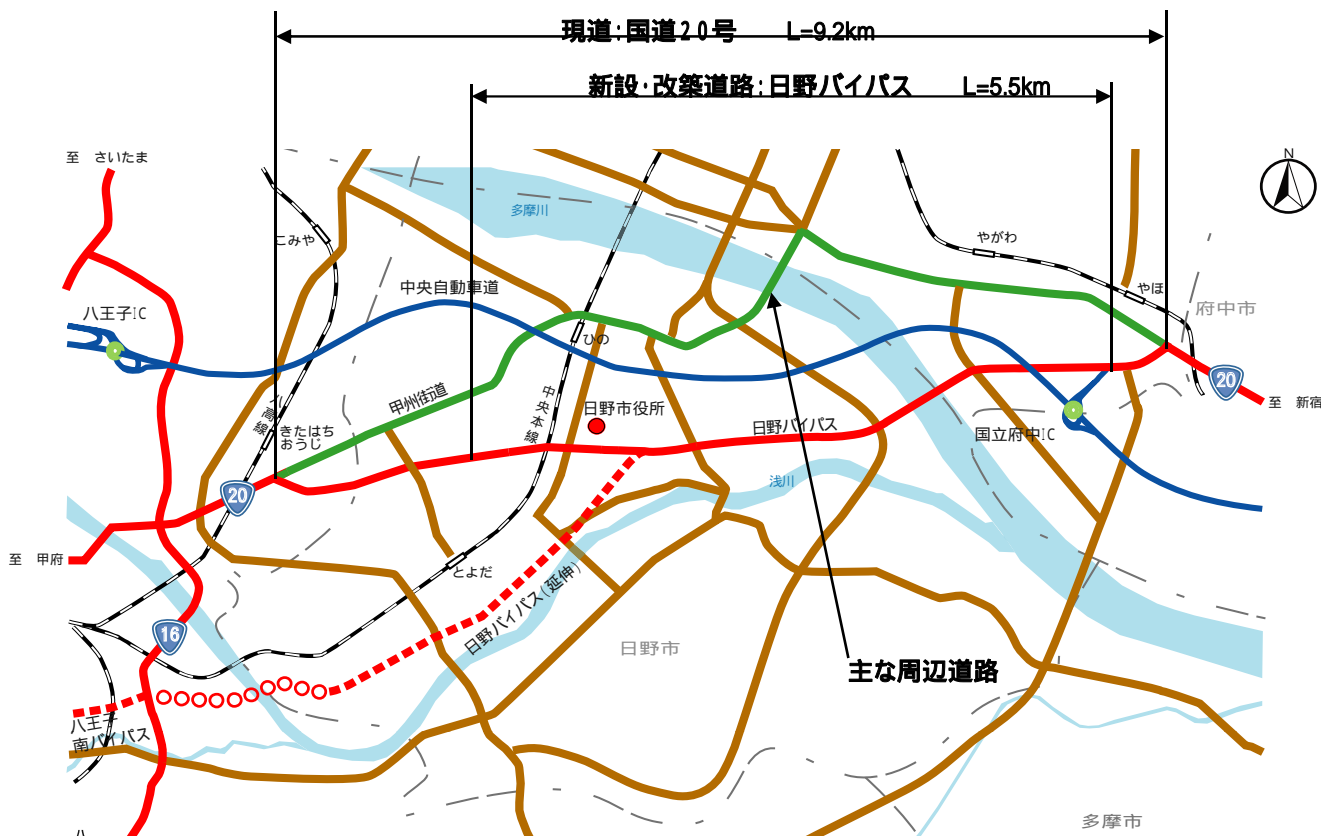 現道：国道２０号　L=9.2km
新設・改築道路：日野バイパス　L=5.5km
至　さいたま
N
多摩川
こみや
やがわ
中央自動車道
やほ
八王子IC
府中市
ひの
20
甲州街道
中央本線
至　新宿
八高線
日野市役所
きたはち
おうじ
日野バイパス
国立府中IC
浅川
20
至　甲府
とよだ
日野バイパス（延伸）
16
日野市
主な周辺道路
八王子
南バイパス
多摩市